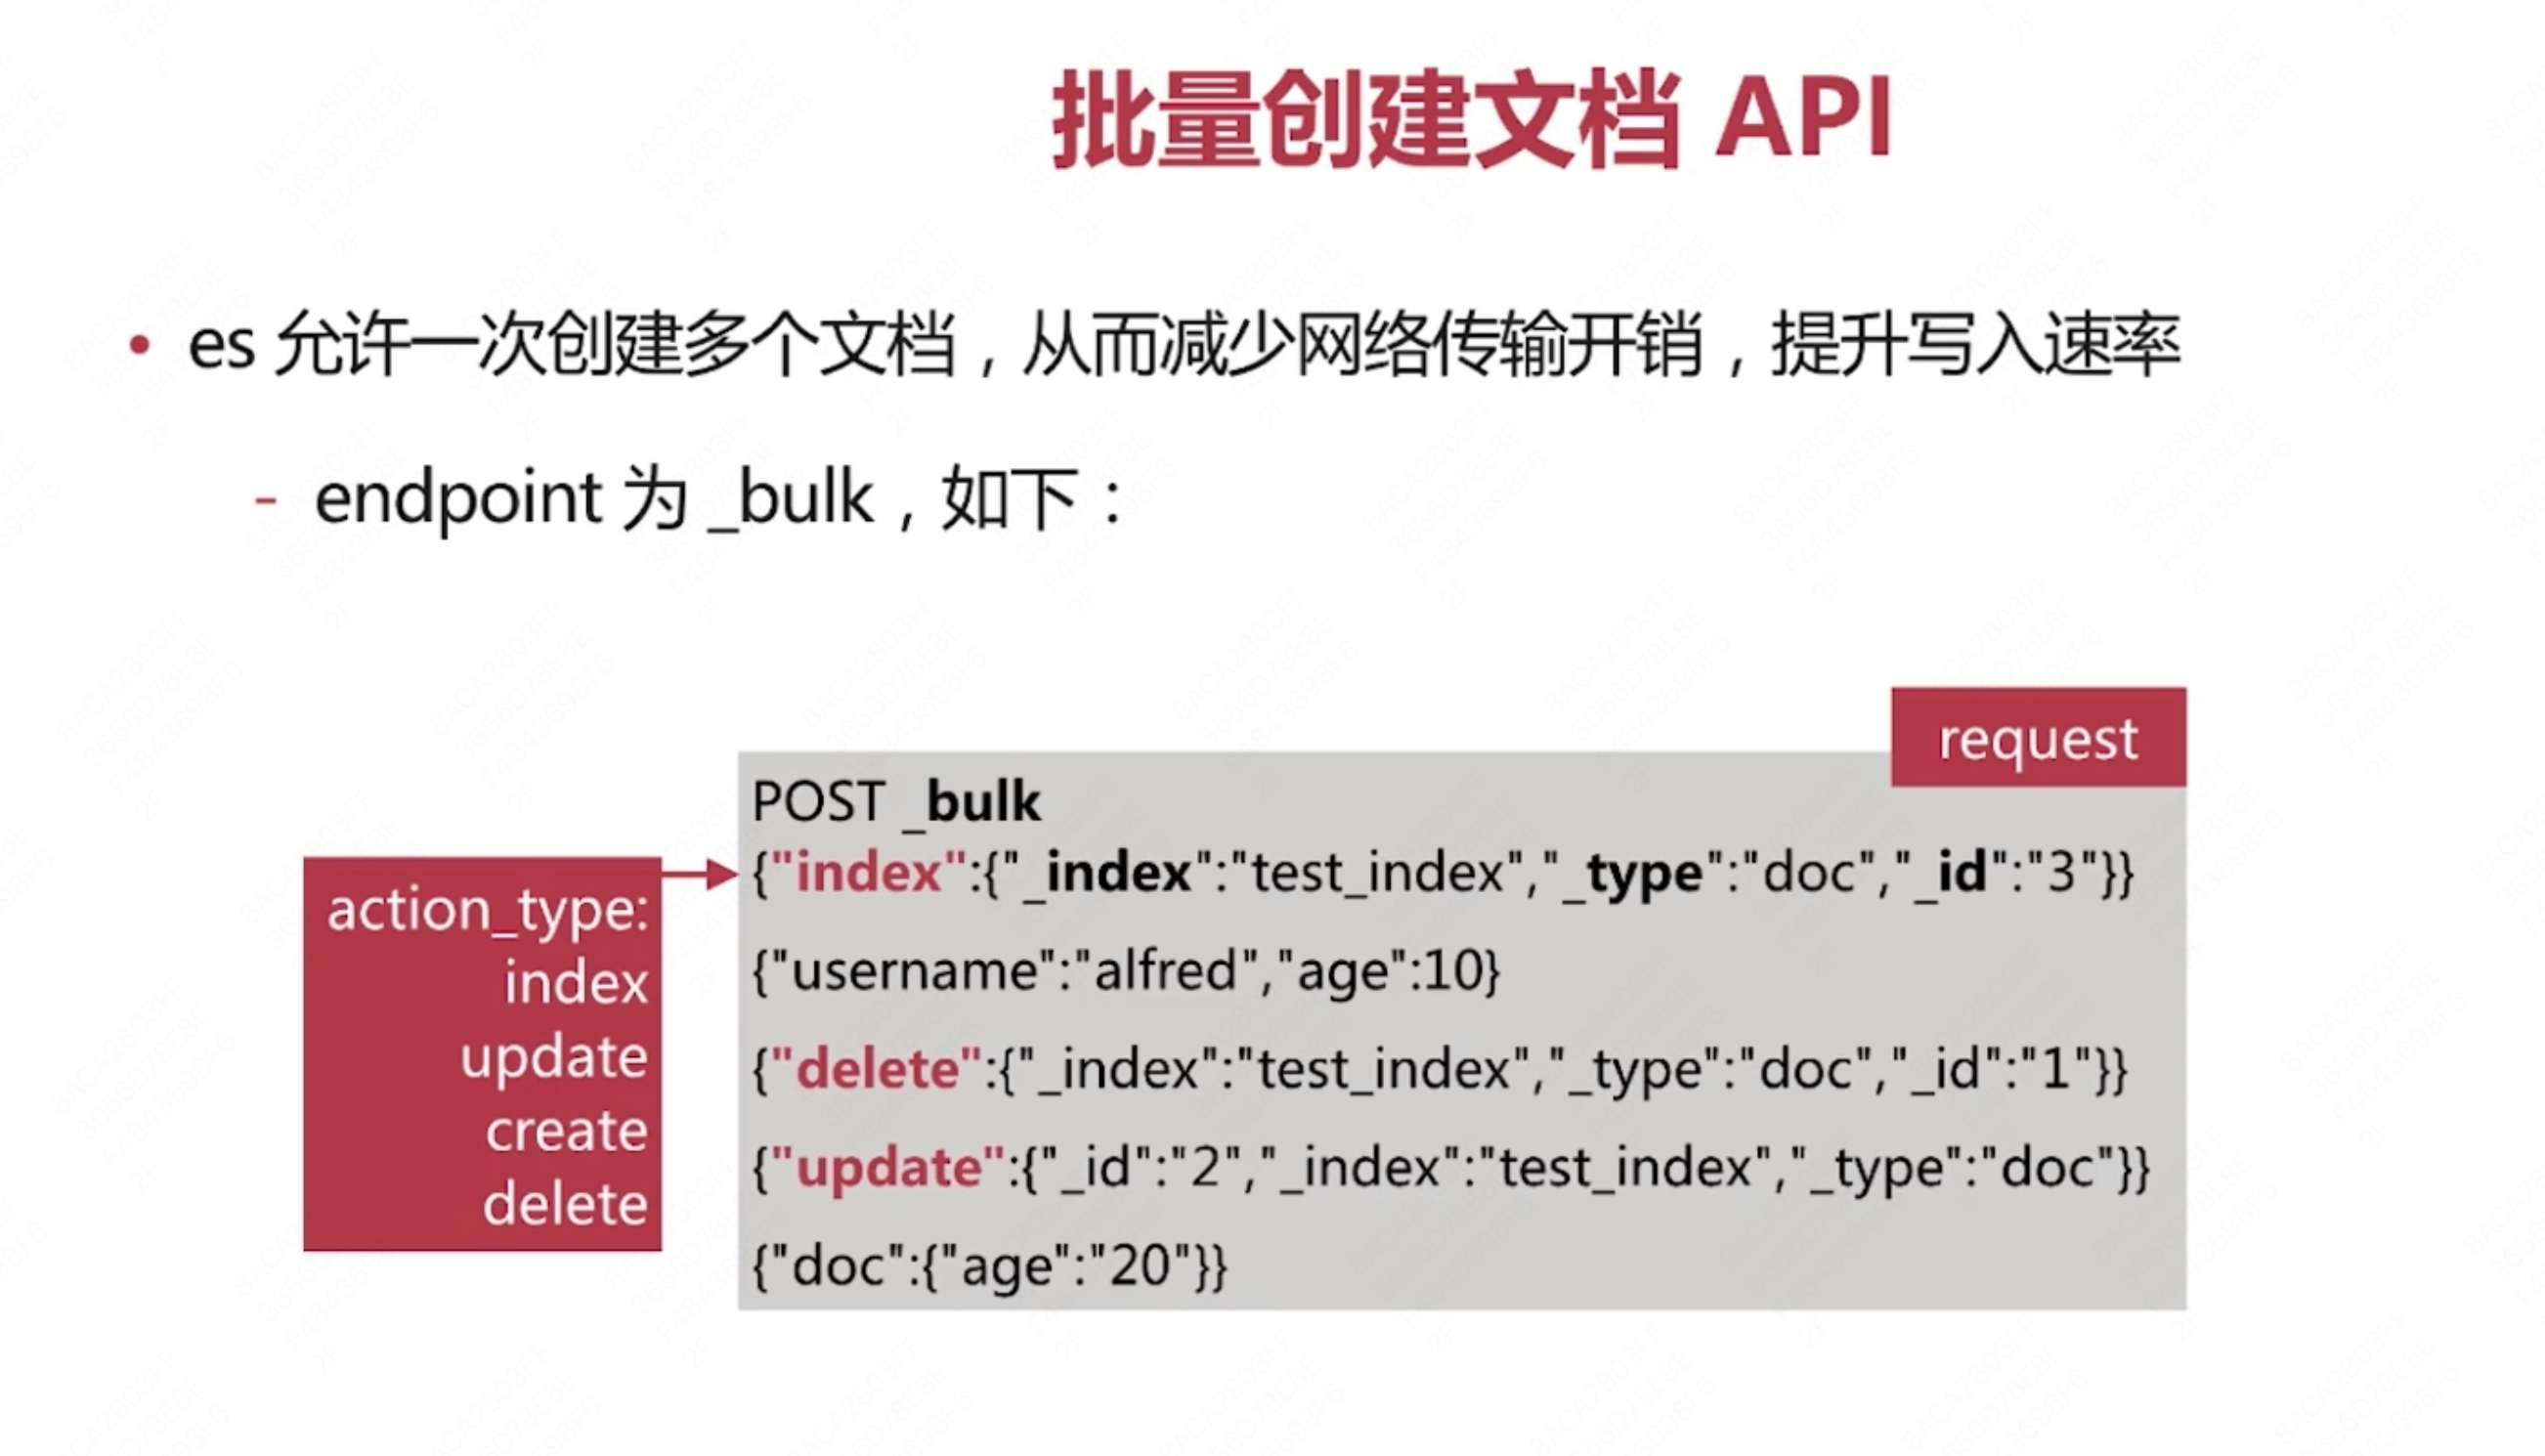 批量创建文档 API
• es 允许一次创建多个文档，从而减少网络传输开销，提升写入速率
- endpoint 为 _bulk，如下：
request
action_type:
index
update
create
delete
POST _bulk
{"index":{"_index":"test_index","_type":"doc","_id":"3"}}
{"username":"alfred","age":10}
{"delete":{"_index":"test_index","_type":"doc","_id":"1"}}
{"update":{"_id":"2","_index":"test_index","_type":"doc"}}
{"doc":{"age":"20"}}